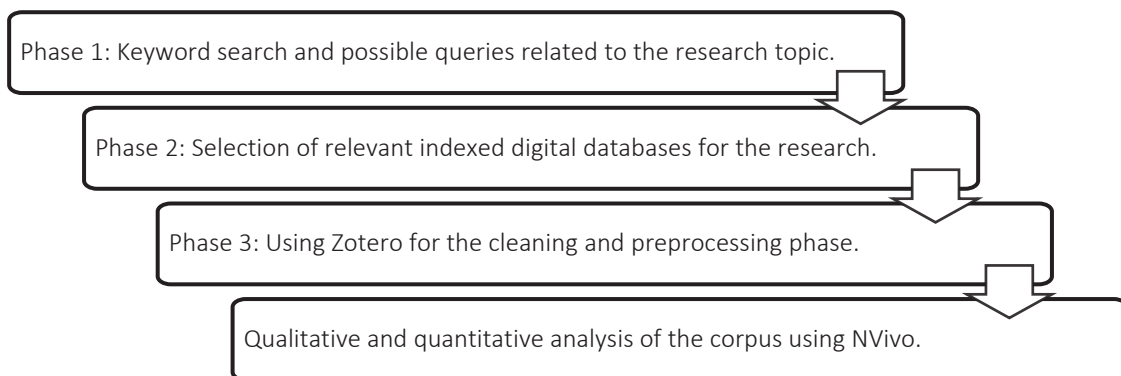 Phase 1: Keyword search and possible queries related to the research topic.
Phase 2: Selection of relevant indexed digital databases for the research.
Phase 3: Using Zotero for the cleaning and preprocessing phase.
Qualitative and quantitative analysis of the corpus using NVivo.